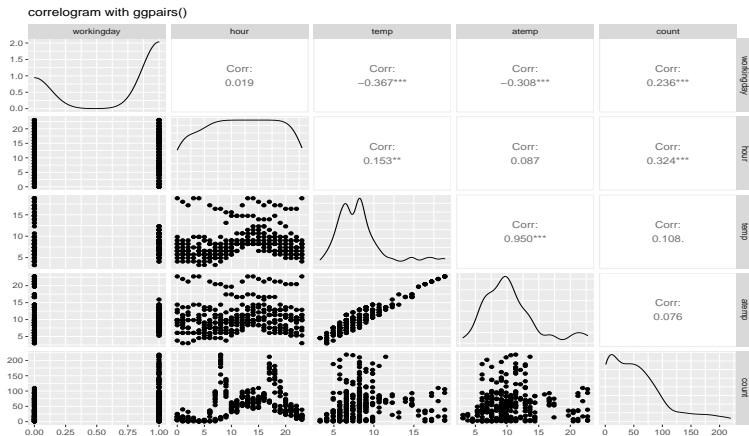 correlogram with ggpairs()
workingday hour temp atemp count
2.0
1.5
1.0
0.5
0.0
Corr:
0.019
Corr:
−0.367***
Corr:
−0.308***
Corr:
0.236***
workingday
20
15
10
5
0
Corr:
0.153**
Corr:
0.087
Corr:
0.324***
hour
15
10
5
Corr:
0.950***
Corr:
0.108.
temp
20
15
10
5
Corr:
0.076
atemp
200
150
100
50
0
count
0.00 0.25 0.50 0.75 1.00 0 5 10 15 20 5 10 15 5 10 15 20 0 50 100 150 200